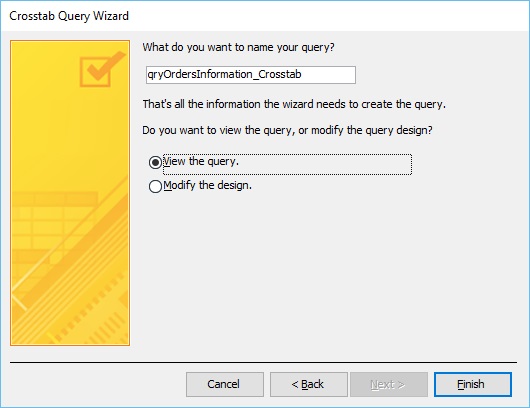 Crosstab Query Wizard
What do you want to name your query?
qryOrdersInformation_Crosstab
That's all the information the wizard needs to create the query.
Do you want to view the query, or modify the query design?
View the query.
Modify the design.
Cancel
< Back
Next >
Finish